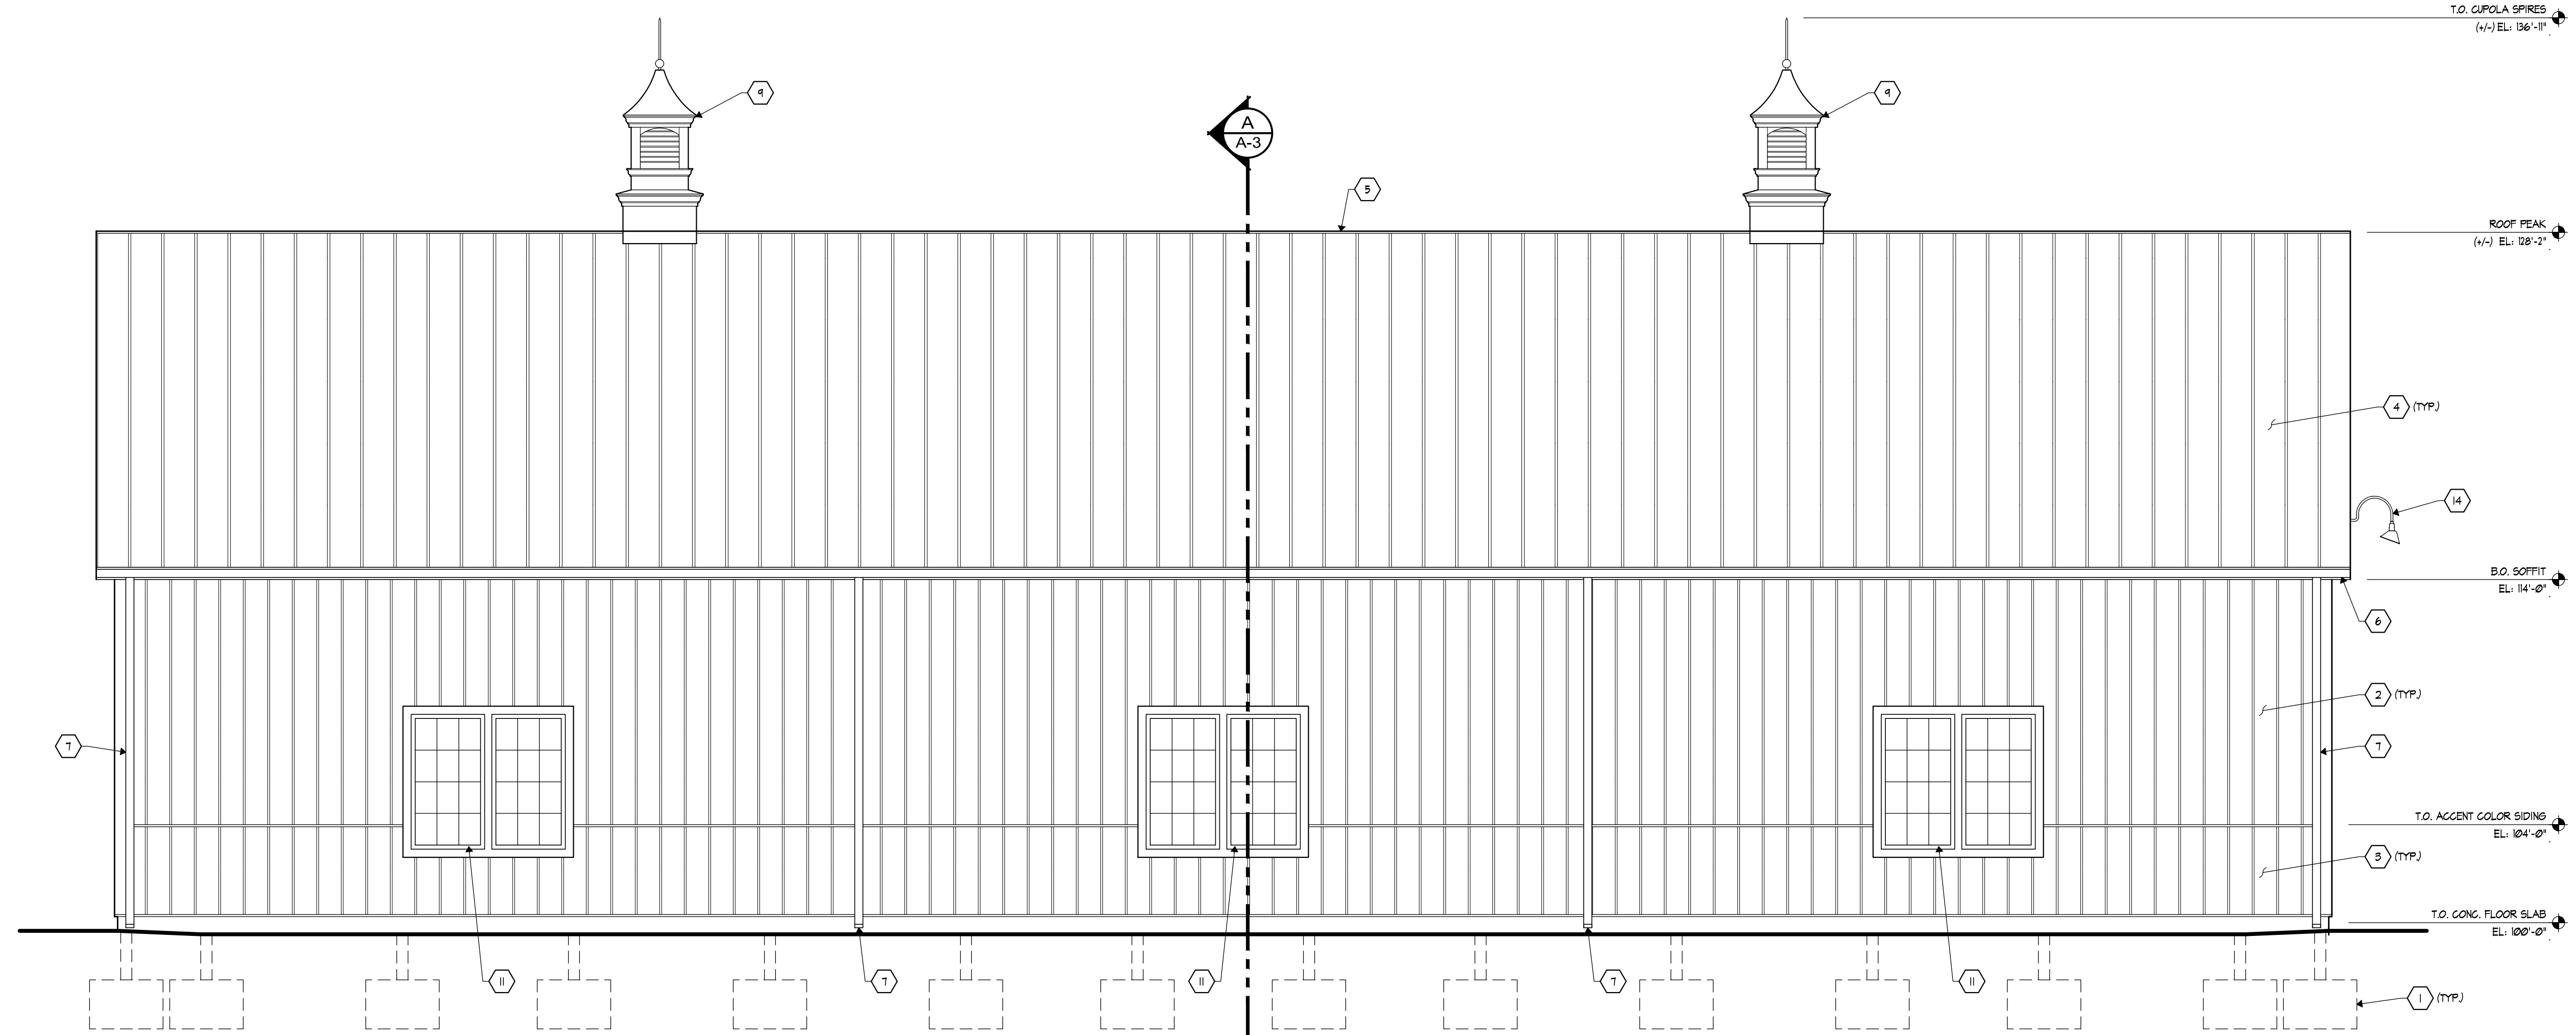 T.O. CUPOLA SPIRES
(+/-) EL: 136'-11"
9
9
A
A-3
5
ROOF PEAK
(+/-) EL: 128'-2"
4 (TYP.)
14
B.O. SOFFIT
EL: 114'-0"
6
2 (TYP.)
7
7
T.O. ACCENT COLOR SIDING
EL: 104'-0"
3 (TYP.)
T.O. CONC. FLOOR SLAB
EL: 100'-0"
11
7
11
7
11
1 (TYP.)